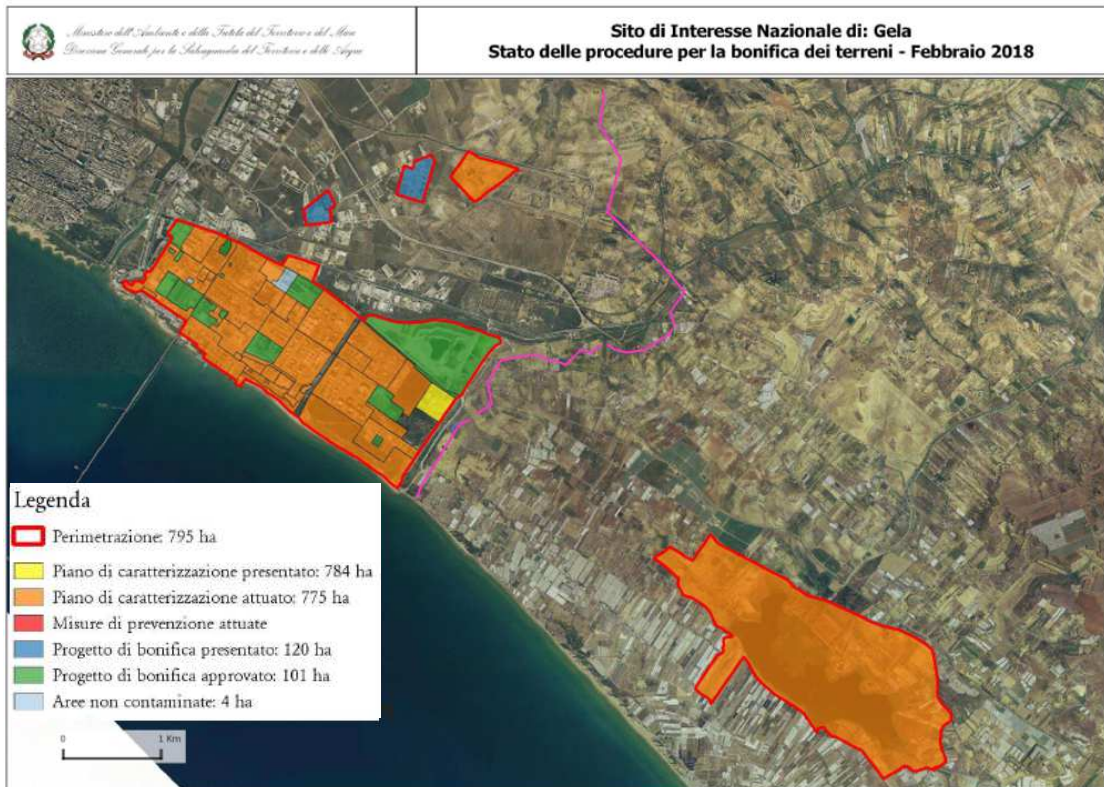 Ministero dell'Ambiente e della Tutela del Territorio e del Mare
Direzione Generale per la Salvaguardia del Territorio e delle Acque
Sito di Interesse Nazionale di: Gela
Stato delle procedure per la bonifica dei terreni - Febbraio 2018
Legenda
Perimetrazione: 795 ha
Piano di caratterizzazione presentato: 784 ha
Piano di caratterizzazione attuato: 775 ha
Misure di prevenzione attuate
Progetto di bonifica presentato: 120 ha
Progetto di bonifica approvato: 101 ha
Aree non contaminate: 4 ha
0 1 Km